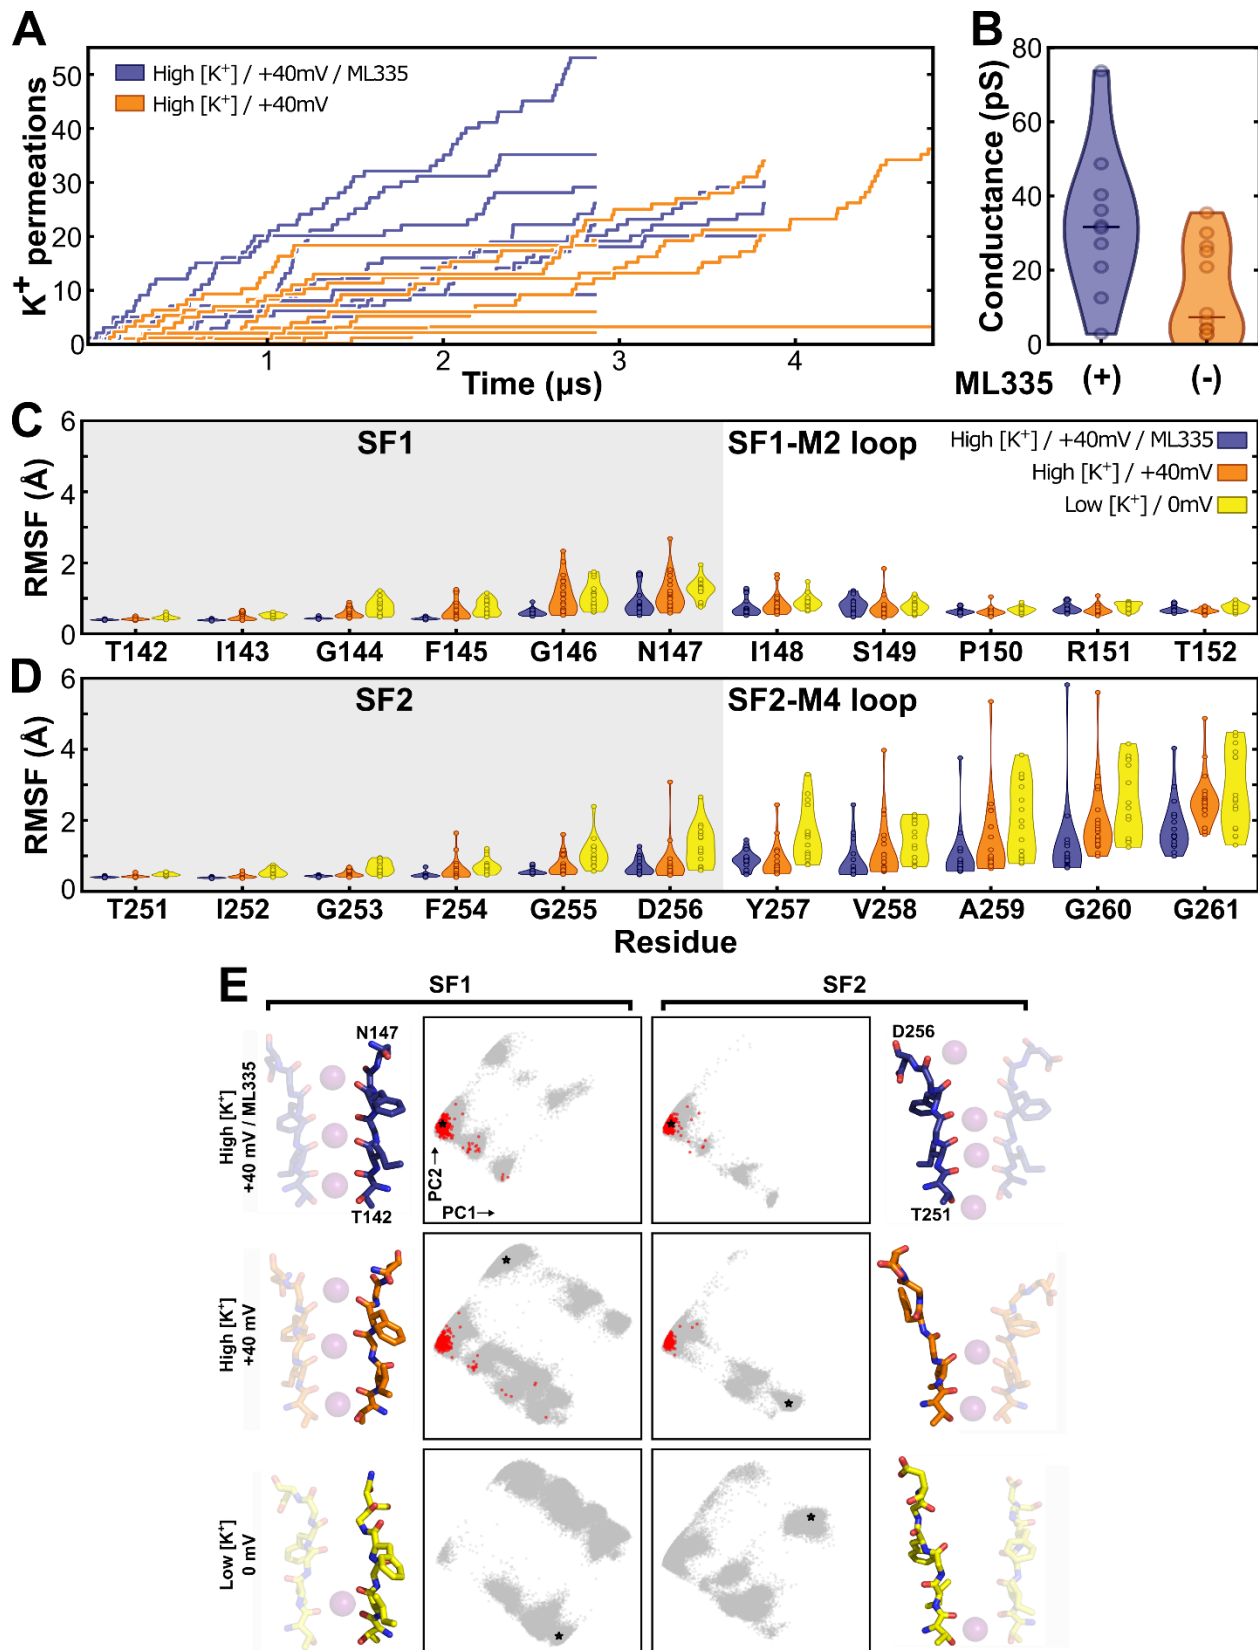 A
K+ permeations
50
40
30
20
10
0
High [K+] / +40mV / ML335
High [K+] / +40mV
1 2 3 4
Time (µs)
B
Conductance (pS)
80
60
40
20
0
ML335 (+) (-)
C
RMSF (Å)
6
4
2
0
SF1
SF1-M2 loop
High [K+] / +40mV / ML335
High [K+] / +40mV
Low [K+] / 0mV
T142 I143 G144 F145 G146 N147 I148 S149 P150 R151 T152
D
RMSF (Å)
6
4
2
0
SF2
SF2-M4 loop
T251 I252 G253 F254 G255 D256 Y257 V258 A259 G260 G261
Residue
E
SF1
SF2
High [K+]
+40 mV / ML335
N147
T142
PC2→
PC1→
D256
T251
High [K+]
+40 mV
Low [K+]
0 mV